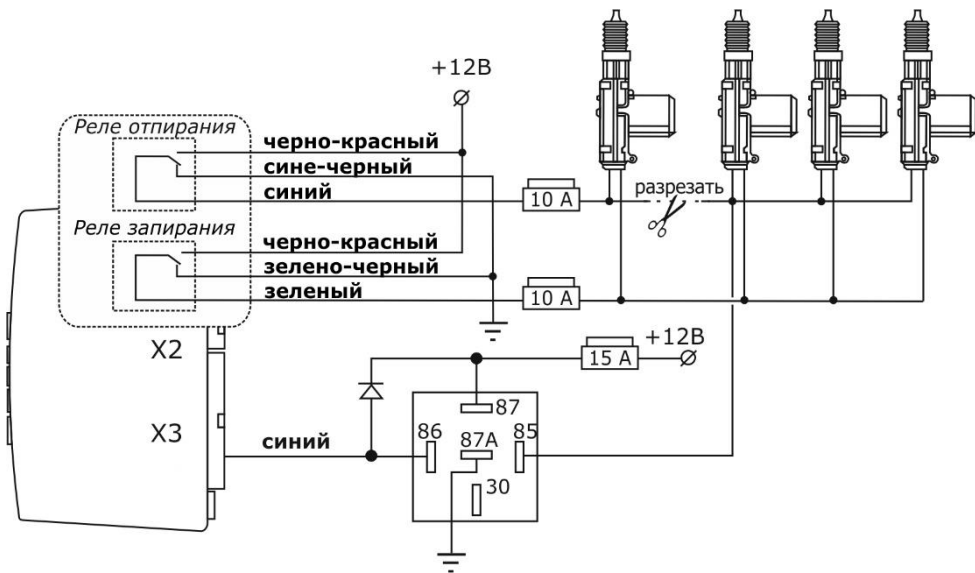 +12В
Реле отпирания
черно-красный
сине-черный
синий
10 А
разрезать
Реле запирания
черно-красный
зелено-черный
зеленый
10 А
X2
15 А
+12В
X3
синий
87
86
87А
85
30